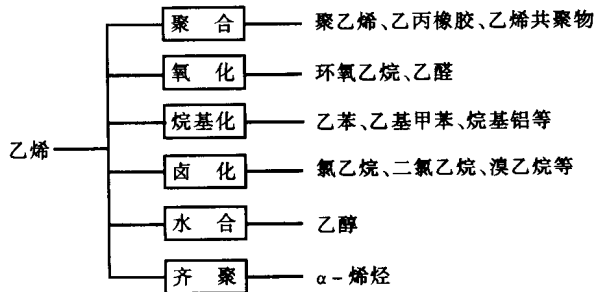 聚 合 聚乙烯、乙丙橡胶、乙烯共聚物
氧 化 环氧乙烷、乙醛
烷基化 乙苯、乙基甲苯、烷基铝等
乙烯
卤 化 氯乙烷、二氯乙烷、溴乙烷等
水 合 乙醇
齐 聚 α-烯烃